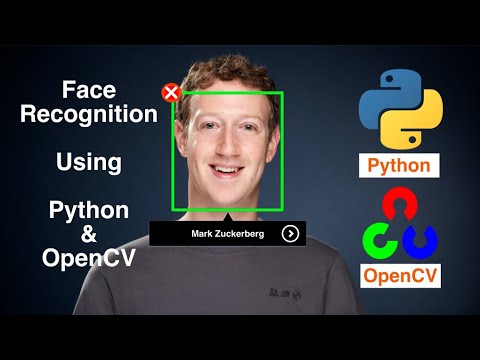 Face
Recognition
Using
Python
&
OpenCV
Mark Zuckerberg
Python
OpenCV